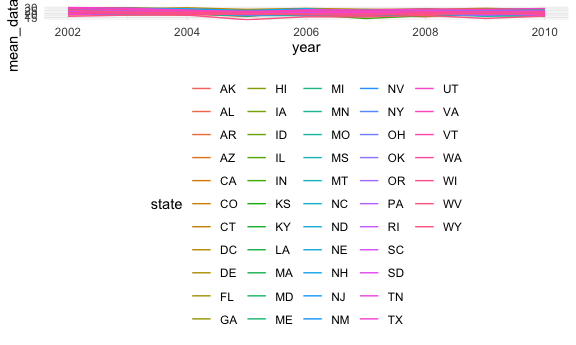 mean_data
2002 2004 2006 2008 2010
year
AK HI MI NV UT
AL IA MN NY VA
AR ID MO OH VT
AZ IL MS OK WA
CA IN MT OR WI
state CO KS NC PA WV
CT KY ND RI WY
DC LA NE SC
DE MA NH SD
FL MD NJ TN
GA ME NM TX